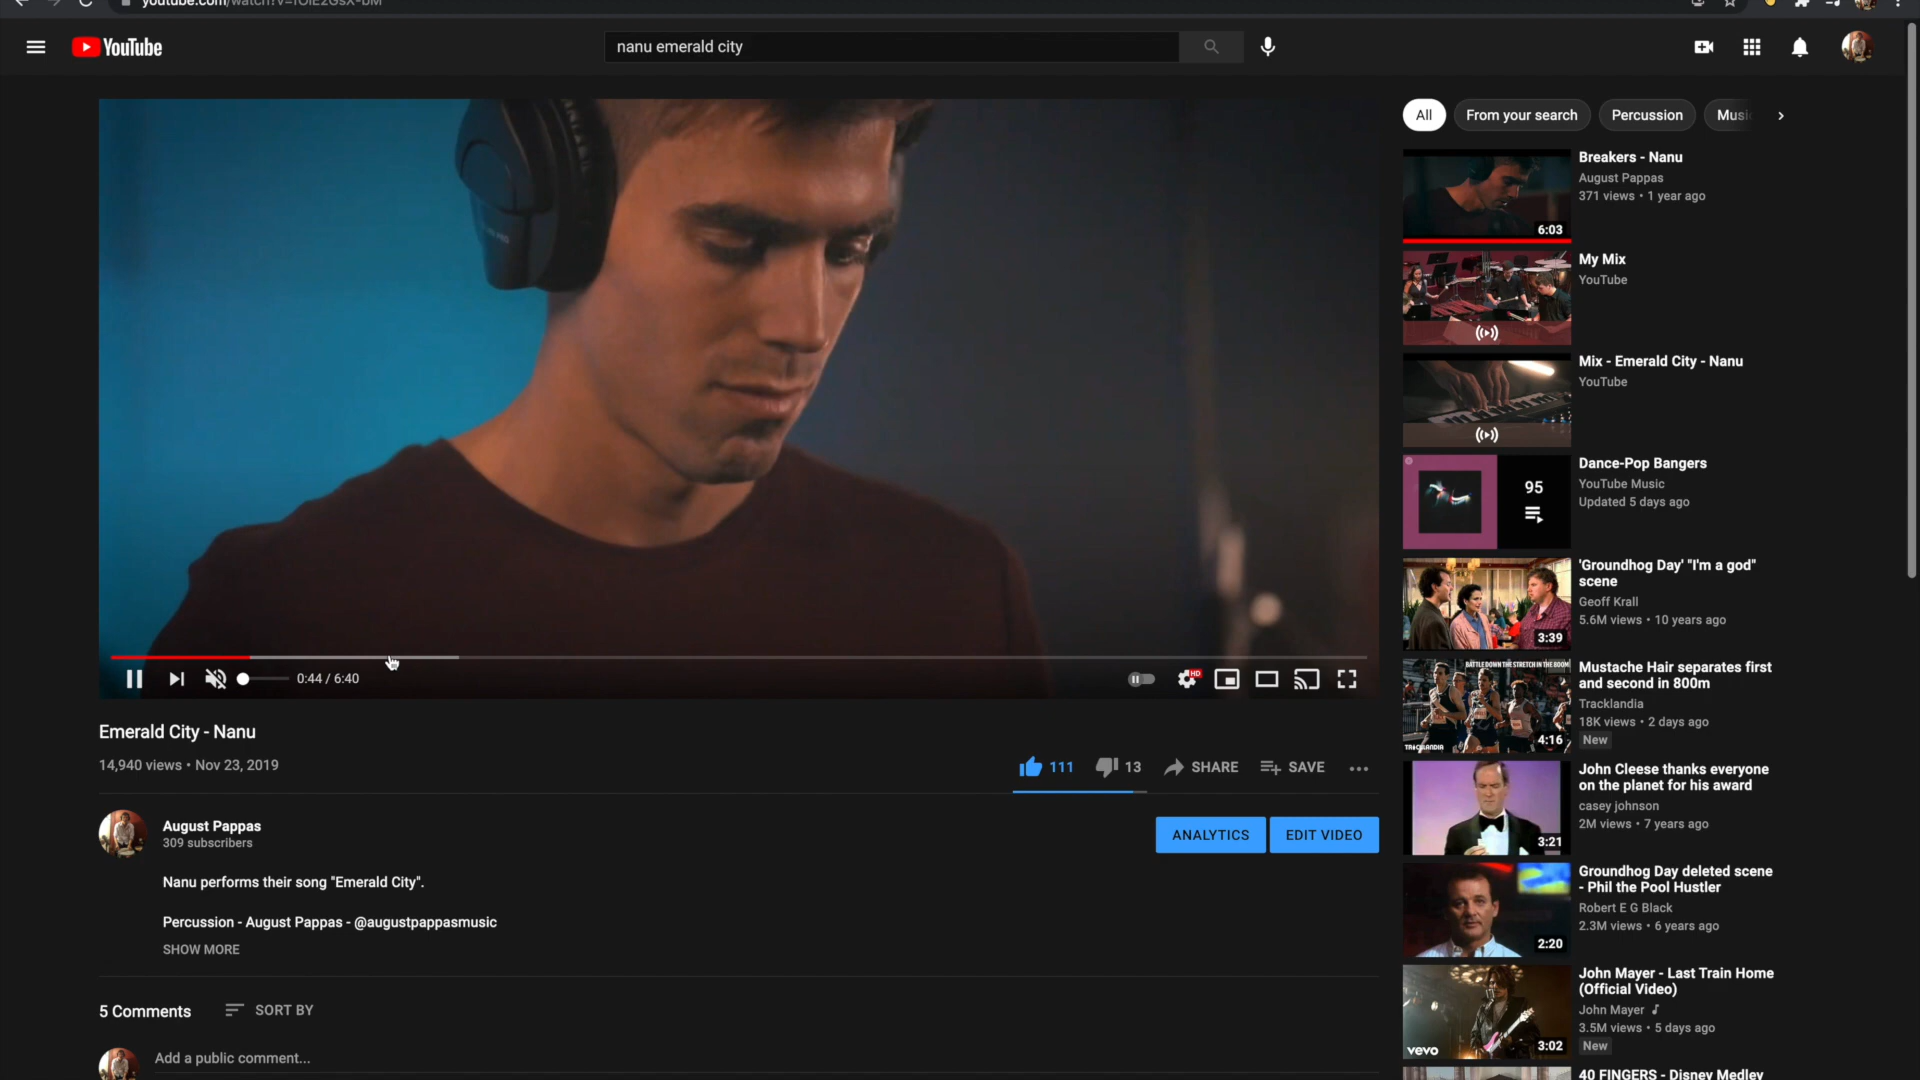 YouTube
nanu emerald city
0:44 / 6:40
HD
Emerald City - Nanu
14,940 views • Nov 23, 2019
111
13
SHARE
SAVE
August Pappas
309 subscribers
ANALYTICS
EDIT VIDEO
Nanu performs their song "Emerald City".
Percussion - August Pappas - @augustpappasmusic
SHOW MORE
5 Comments
SORT BY
Add a public comment...
All
From your search
Percussion
Breakers - Nanu
August Pappas
371 views • 1 year ago
6:03
My Mix
YouTube
Mix - Emerald City - Nanu
YouTube
Dance-Pop Bangers
YouTube Music
Updated 5 days ago
95
'Groundhog Day' "I'm a god"
scene
Geoff Krall
5.6M views • 10 years ago
3:39
Mustache Hair separates first
and second in 800m
Tracklandia
18K views • 2 days ago
New
BATTLE DOWN THE STRETCH IN THE 800M
TRACKLANDIA
4:16
John Cleese thanks everyone
on the planet for his award
casey johnson
2M views • 7 years ago
3:21
Groundhog Day deleted scene
- Phil the Pool Hustler
Robert E G Black
2.3M views • 6 years ago
2:20
John Mayer - Last Train Home
(Official Video)
John Mayer
3.5M views • 5 days ago
New
vevo
3:02
40 FINGERS - Disney Medley